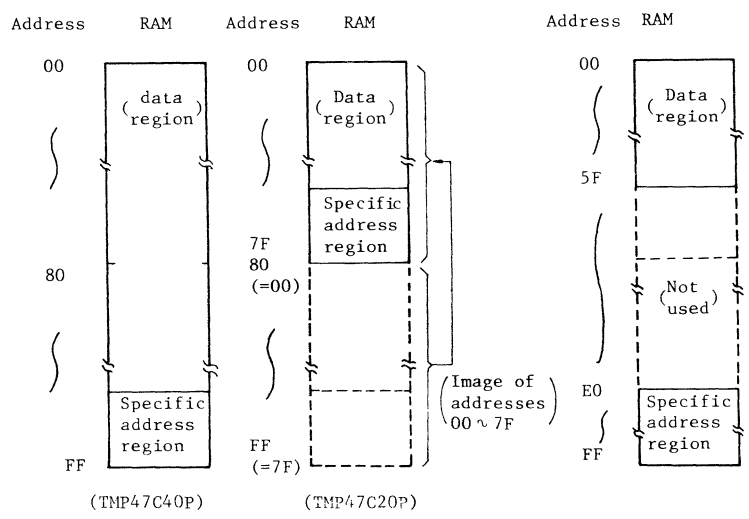 Address RAM Address RAM Address RAM
00 00 00
(data region) (Data region) (Data region)
5F
Specific address region
7F
80 80
(=00)
(Not used)
(Image of addresses 00 ∿ 7F)
E0
Specific address region
Specific address region
FF FF FF
(=7F)
(TMP47C40P) (TMP47C20P)